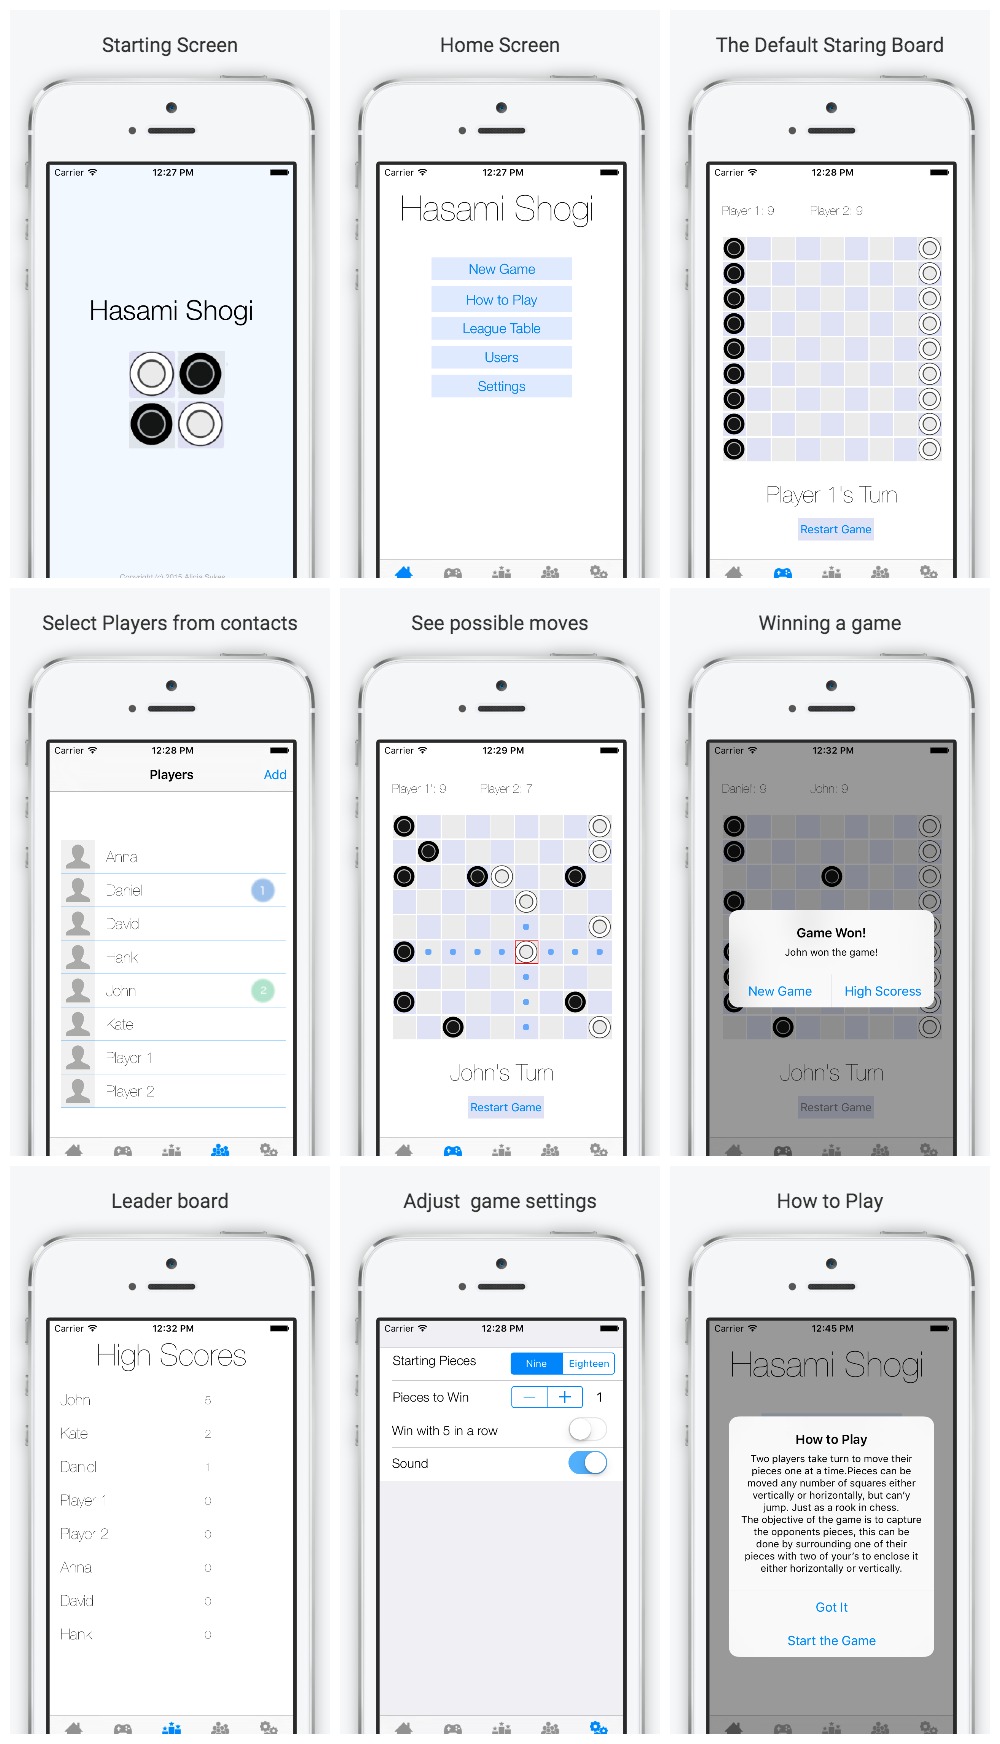 Starting Screen
Carrier 12:27 PM
Hasami Shogi
Copyright (c) 2015 Alicia Sykes
Home Screen
Carrier 12:27 PM
Hasami Shogi
New Game
How to Play
League Table
Users
Settings
The Default Staring Board
Carrier 12:28 PM
Player 1: 9 Player 2: 9
Player 1's Turn
Restart Game
Select Players from contacts
Carrier 12:28 PM
Players Add
Anna
Daniel 1
David
Hank
John 2
Kate
Player 1
Player 2
See possible moves
Carrier 12:29 PM
Player 1': 9 Player 2: 7
John's Turn
Restart Game
Winning a game
Carrier 12:32 PM
Daniel: 9 John: 9
Game Won!
John won the game!
New Game High Scoress
John's Turn
Restart Game
Leader board
Carrier 12:32 PM
High Scores
John 5
Kate 2
Daniel 1
Player 1 0
Player 2 0
Anna 0
David 0
Hank 0
Adjust game settings
Carrier 12:28 PM
Starting Pieces Nine Eighteen
Pieces to Win − + 1
Win with 5 in a row
Sound
How to Play
Carrier 12:45 PM
Hasami Shogi
How to Play
Two players take turn to move their
pieces one at a time.Pieces can be
moved any number of squares either
vertically or horizontally, but can'y
jump. Just as a rook in chess.
The objective of the game is to capture
the opponents pieces, this can be
done by surrounding one of their
pieces with two of your's to enclose it
either horizontally or vertically.
Got It
Start the Game